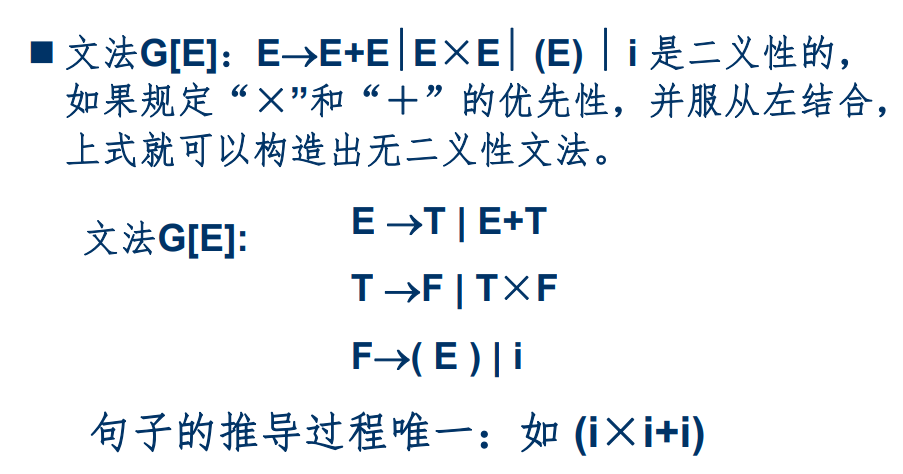 ■ 文法G[E]：E→E+E│E×E│ (E) │ i 是二义性的，
如果规定“×”和“＋”的优先性，并服从左结合，
上式就可以构造出无二义性文法。
文法G[E]: E →T | E+T
T →F | T×F
F→( E ) | i
句子的推导过程唯一：如 (i×i+i)